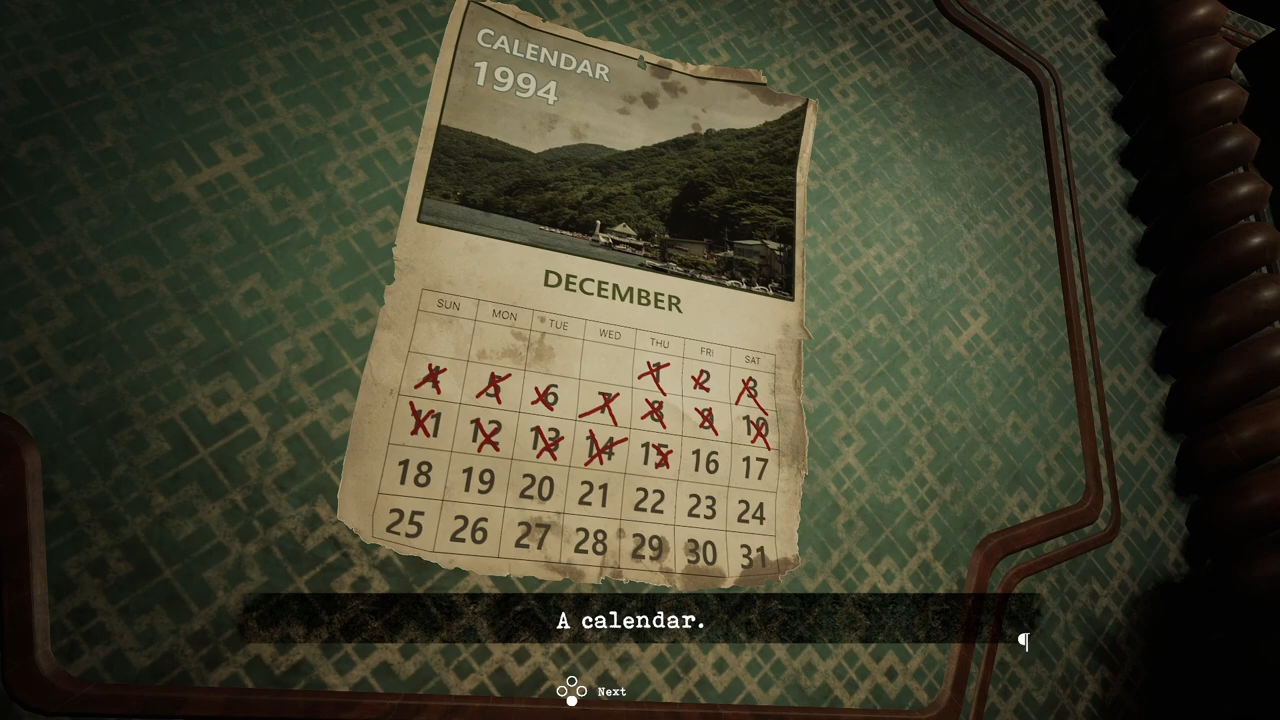 CALENDAR
1994
DECEMBER
SUN MON TUE WED THU FRI SAT
1 2 3
4 5 6 7 8 9 10
11 12 13 14 15 16 17
18 19 20 21 22 23 24
25 26 27 28 29 30 31
A calendar.
¶
Next